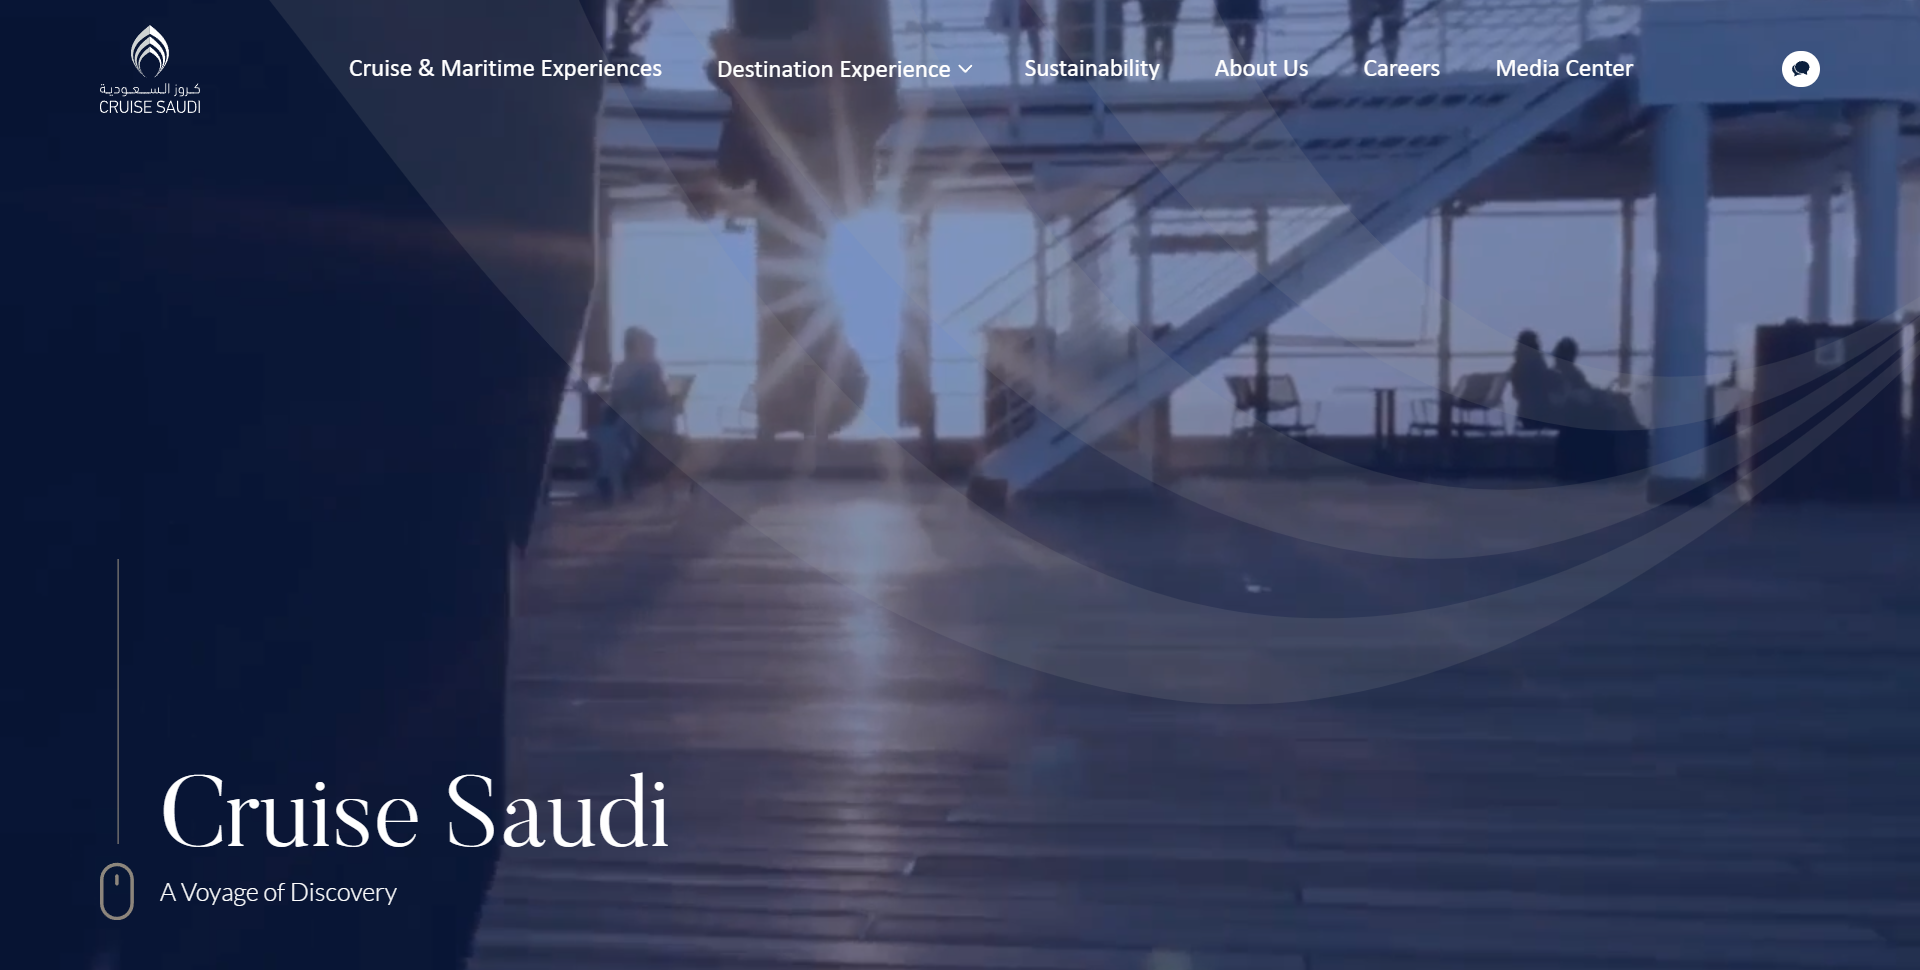 كروز السعودية
CRUISE SAUDI
Cruise & Maritime Experiences
Destination Experience
Sustainability
About Us
Careers
Media Center
Cruise Saudi
A Voyage of Discovery